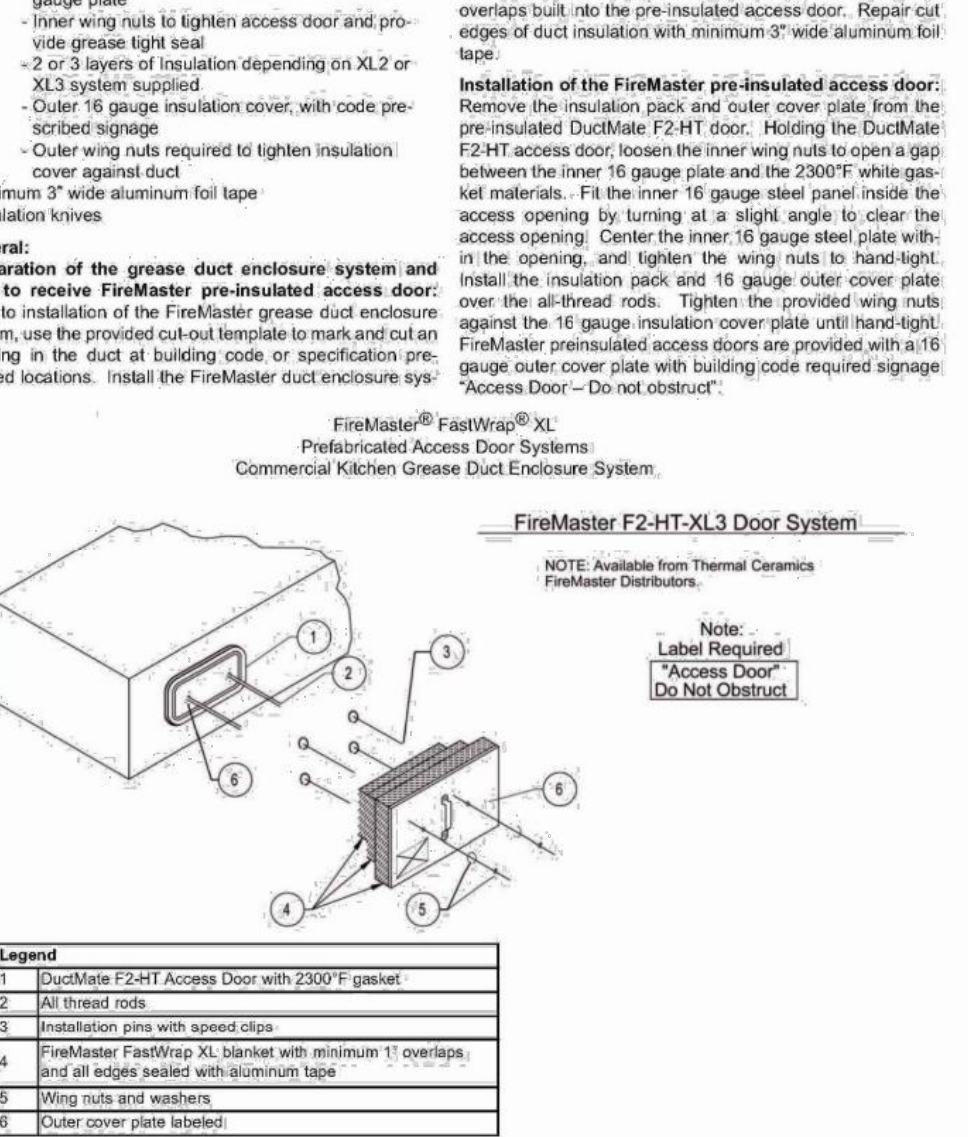 gauge plate
- Inner wing nuts to tighten access door and pro-
vide grease tight seal
- 2 or 3 layers of Insulation depending on XL2 or
XL3 system supplied
- Outer 16 gauge insulation cover, with code pre-
scribed signage
- Outer wing nuts required to tighten insulation
cover against duct
nimum 3" wide aluminum foil tape
ulation knives
eral:
aration of the grease duct enclosure system and
to receive FireMaster pre-insulated access door:
to installation of the FireMaster grease duct enclosure
m, use the provided cut-out template to mark and cut an
ing in the duct at building code or specification pre-
ed locations. Install the FireMaster duct enclosure sys-
overlaps built into the pre-insulated access door. Repair cut
edges of duct insulation with minimum 3" wide aluminum foil
tape.
Installation of the FireMaster pre-insulated access door:
Remove the insulation pack and outer cover plate from the
pre-insulated DuctMate F2-HT door. Holding the DuctMate
F2-HT access door, loosen the inner wing nuts to open a gap
between the inner 16 gauge plate and the 2300°F white gas-
ket materials. Fit the inner 16 gauge steel panel inside the
access opening by turning at a slight angle to clear the
access opening. Center the inner 16 gauge steel plate with-
in the opening, and tighten the wing nuts to hand-tight.
Install the insulation pack and 16 gauge outer cover plate
over the all-thread rods. Tighten the provided wing nuts
against the 16 gauge insulation cover plate until hand-tight.
FireMaster preinsulated access doors are provided with a 16
gauge outer cover plate with building code required signage
"Access Door – Do not obstruct".
FireMaster® FastWrap® XL
Prefabricated Access Door Systems
Commercial Kitchen Grease Duct Enclosure System
FireMaster F2-HT-XL3 Door System
NOTE: Available from Thermal Ceramics
FireMaster Distributors.
Note:
Label Required
"Access Door"
Do Not Obstruct
1
2
3
6
6
4
5
Legend
1 DuctMate F2-HT Access Door with 2300°F gasket
2 All thread rods
3 Installation pins with speed clips
4 FireMaster FastWrap XL blanket with minimum 1" overlaps
and all edges sealed with aluminum tape
5 Wing nuts and washers
6 Outer cover plate labeled